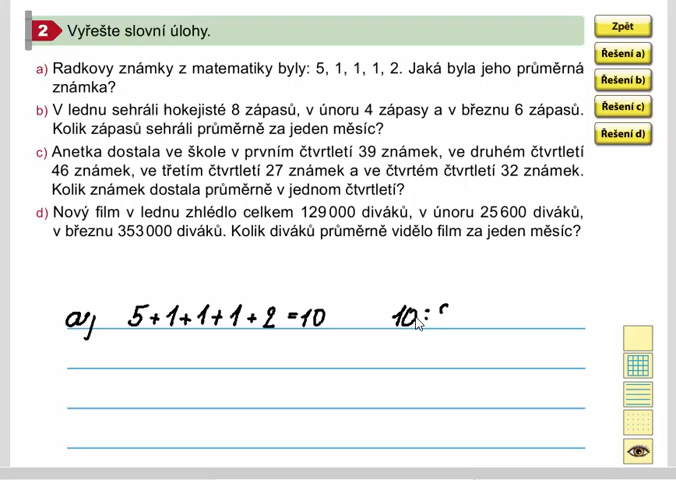 2 Vyřešte slovní úlohy.
Zpět
Řešení a)
Řešení b)
Řešení c)
Řešení d)
a) Radkovy známky z matematiky byly: 5, 1, 1, 1, 2. Jaká byla jeho průměrná
známka?
b) V lednu sehráli hokejisté 8 zápasů, v únoru 4 zápasy a v březnu 6 zápasů.
Kolik zápasů sehráli průměrně za jeden měsíc?
c) Anetka dostala ve škole v prvním čtvrtletí 39 známek, ve druhém čtvrtletí
46 známek, ve třetím čtvrtletí 27 známek a ve čtvrtém čtvrtletí 32 známek.
Kolik známek dostala průměrně v jednom čtvrtletí?
d) Nový film v lednu zhlédlo celkem 129 000 diváků, v únoru 25 600 diváků,
v březnu 353 000 diváků. Kolik diváků průměrně vidělo film za jeden měsíc?
a) 5+1+1+1+2=10 10: